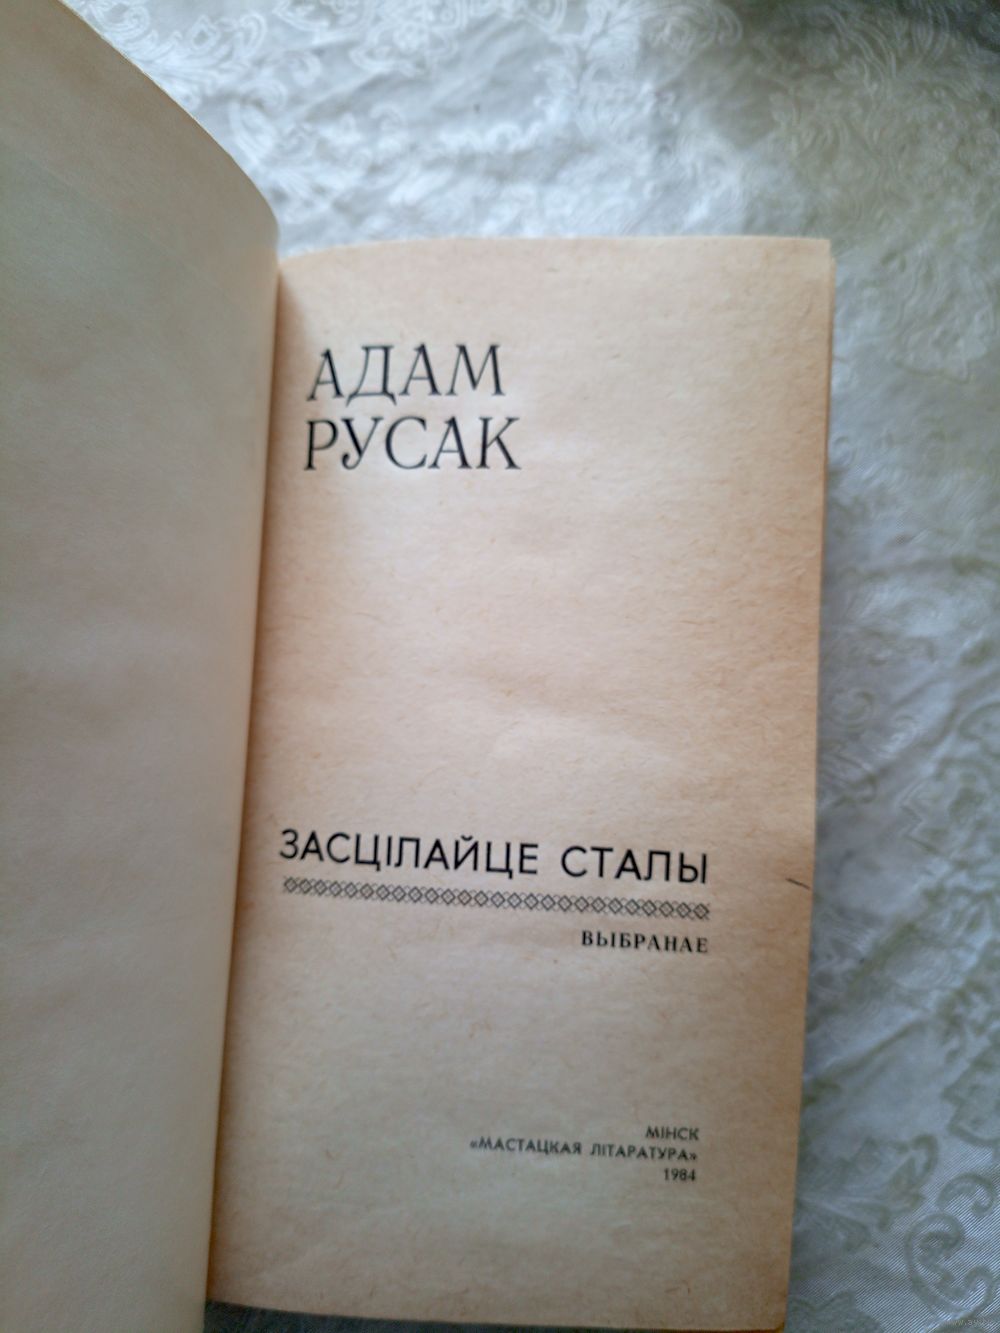 АДАМ
РУСАК
ЗАСЦІЛАЙЦЕ СТАЛЫ
ВЫБРАНАЕ
МІНСК
«МАСТАЦКАЯ ЛІТАРАТУРА»
1984